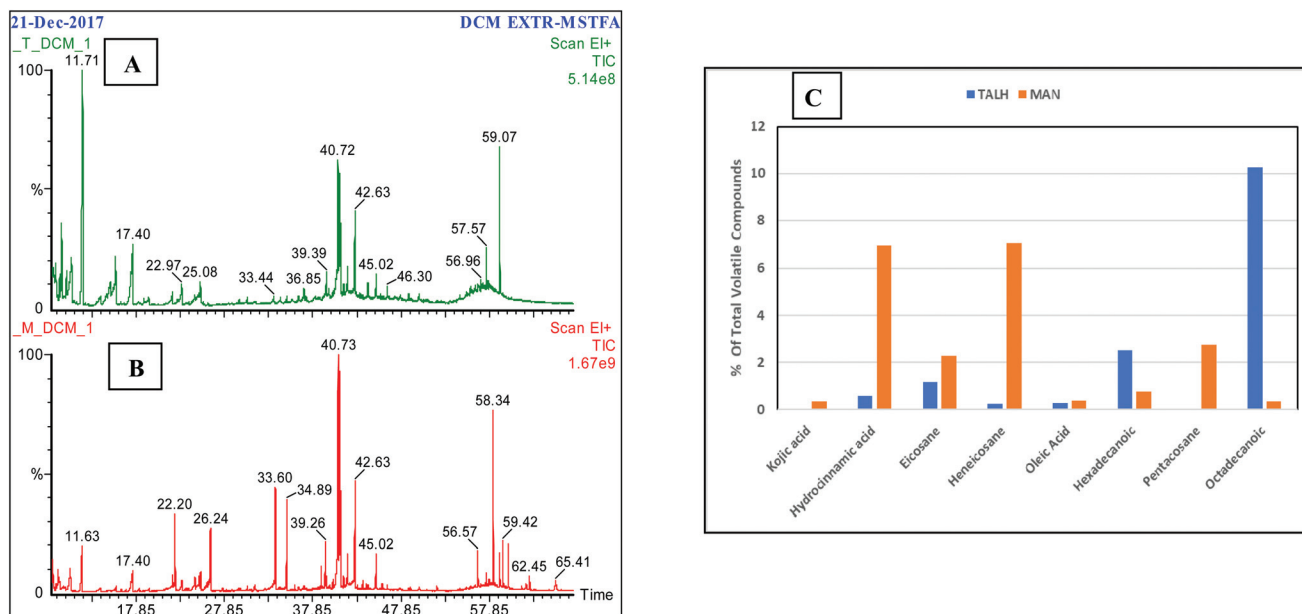 21-Dec-2017 DCM EXTR-MSTFA
_T_DCM_1 Scan EI+
TIC
5.14e8
A
100
%
0
11.71
17.40
22.97
25.08
33.44
36.85
39.39
40.72
42.63
45.02
46.30
56.96
57.57
59.07
_M_DCM_1 Scan EI+
TIC
1.67e9
B
100
%
0
11.63
17.40
22.20
26.24
33.60
34.89
39.26
40.73
42.63
45.02
56.57
58.34
59.42
62.45
65.41
Time
17.85 27.85 37.85 47.85 57.85
C
TALH MAN
% Of Total Volatile Compounds
12
10
8
6
4
2
0
Kojic acid
Hydrocinnamic acid
Eicosane
Heneicosane
Oleic Acid
Hexadecanoic
Pentacosane
Octadecanoic